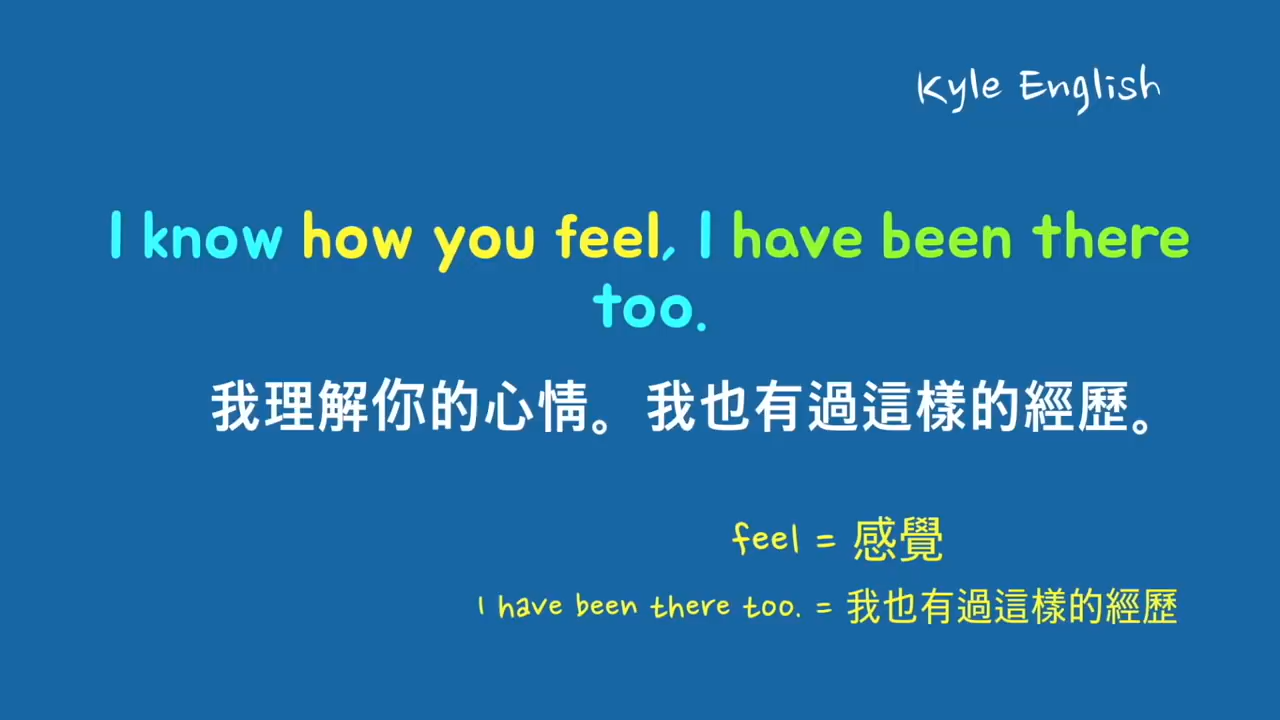 Kyle English
I know how you feel, I have been there
too.
我理解你的心情。我也有過這樣的經歷。
feel = 感覺
I have been there too. = 我也有過這樣的經歷